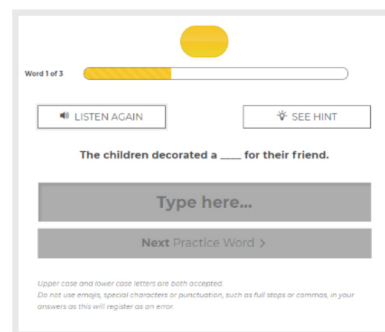 Word 1 of 3
LISTEN AGAIN
SEE HINT
The children decorated a ____ for their friend.
Type here...
Next Practice Word >
Upper case and lower case letters are both accepted.
Do not use emojis, special characters or punctuation, such as full stops or commas, in your
answers as this will register as an error.